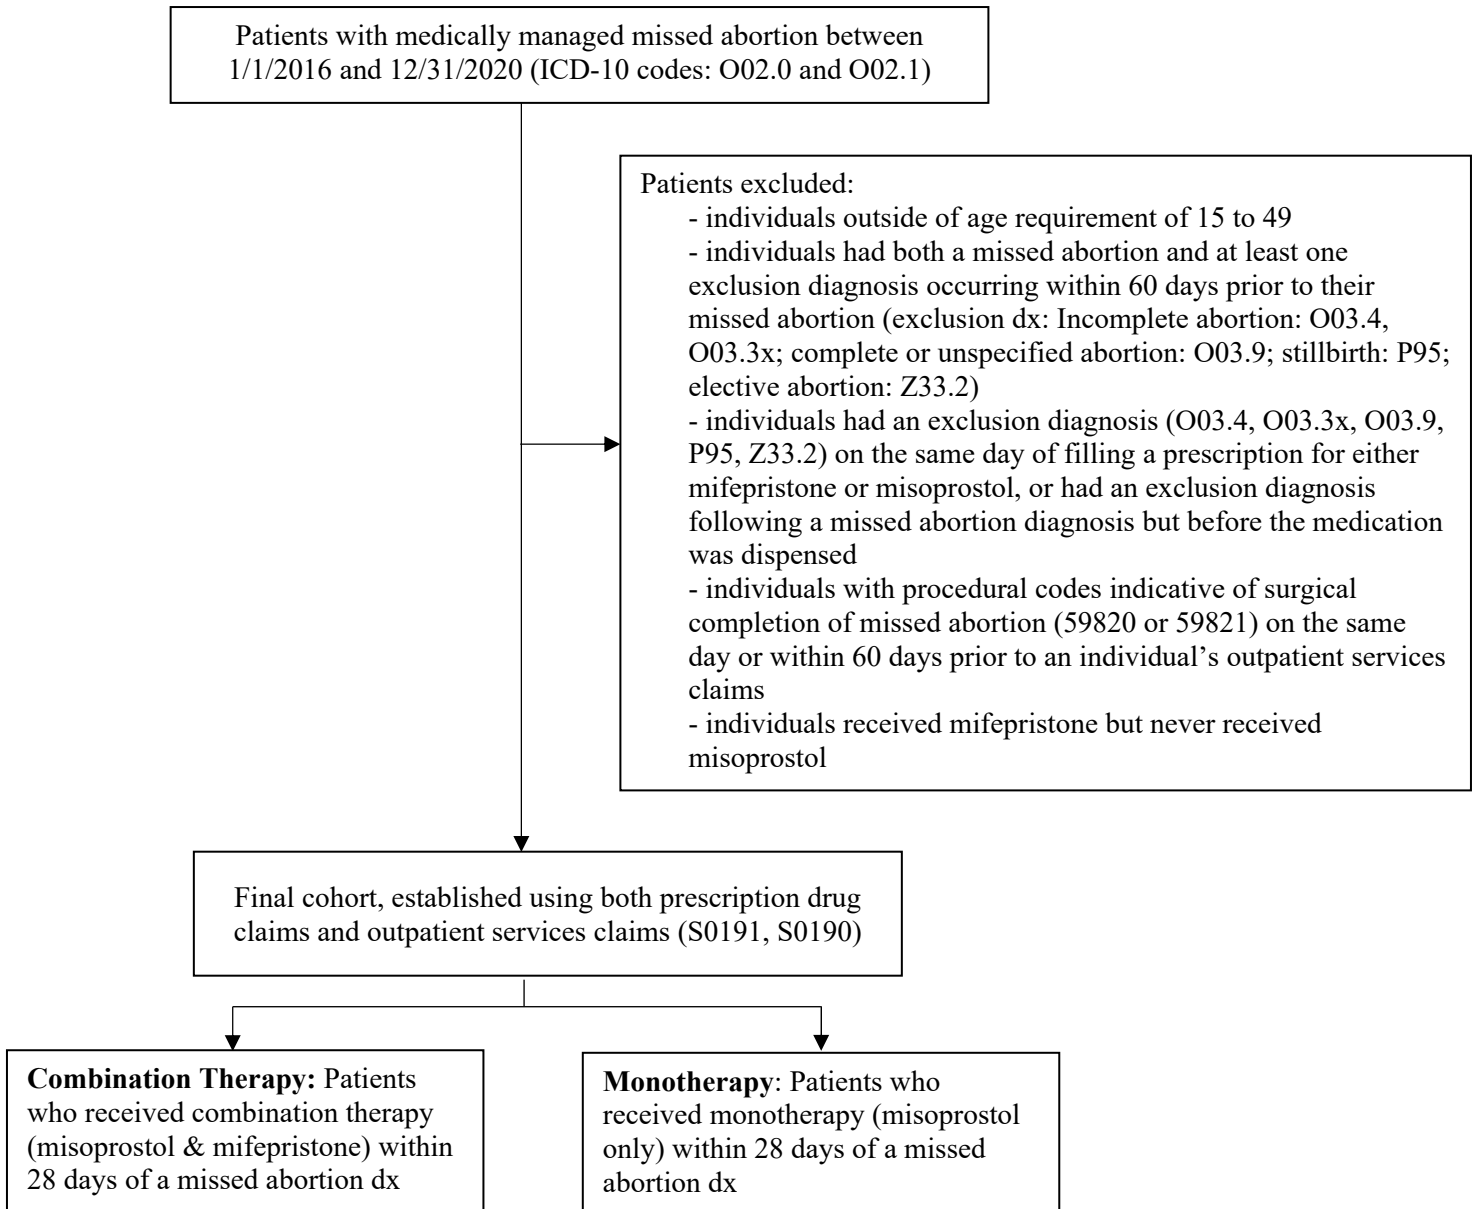 Patients with medically managed missed abortion between
1/1/2016 and 12/31/2020 (ICD-10 codes: O02.0 and O02.1)
Patients excluded:
- individuals outside of age requirement of 15 to 49
- individuals had both a missed abortion and at least one
exclusion diagnosis occurring within 60 days prior to their
missed abortion (exclusion dx: Incomplete abortion: O03.4,
O03.3x; complete or unspecified abortion: O03.9; stillbirth: P95;
elective abortion: Z33.2)
- individuals had an exclusion diagnosis (O03.4, O03.3x, O03.9,
P95, Z33.2) on the same day of filling a prescription for either
mifepristone or misoprostol, or had an exclusion diagnosis
following a missed abortion diagnosis but before the medication
was dispensed
- individuals with procedural codes indicative of surgical
completion of missed abortion (59820 or 59821) on the same
day or within 60 days prior to an individual’s outpatient services
claims
- individuals received mifepristone but never received
misoprostol
Final cohort, established using both prescription drug
claims and outpatient services claims (S0191, S0190)
Combination Therapy: Patients
who received combination therapy
(misoprostol & mifepristone) within
28 days of a missed abortion dx
Monotherapy: Patients who
received monotherapy (misoprostol
only) within 28 days of a missed
abortion dx